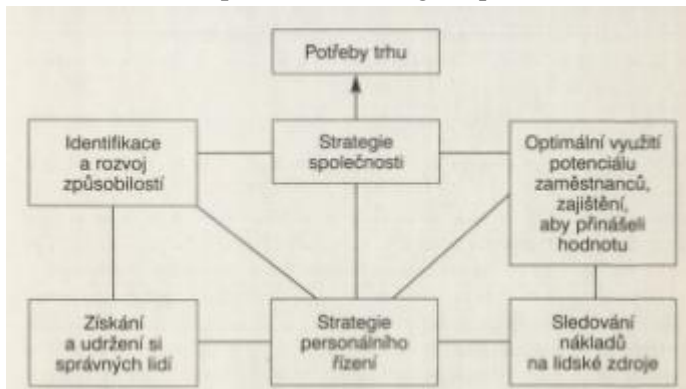 Potřeby trhu
Identifikace
a rozvoj
způsobilostí
Strategie
společnosti
Optimální využití
potenciálu
zaměstnanců,
zajištění,
aby přinášeli
hodnotu
Získání
a udržení si
správných lidí
Strategie
personálního
řízení
Sledování
nákladů
na lidské zdroje